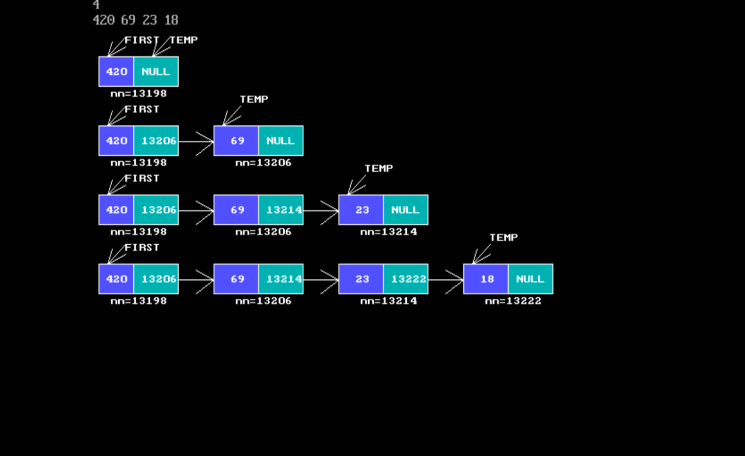 4
420 69 23 18
FIRST TEMP
420 NULL
nn=13198
TEMP
FIRST
420 13206 69 NULL
nn=13198 nn=13206
TEMP
FIRST
420 13206 69 13214 23 NULL
nn=13198 nn=13206 nn=13214
TEMP
FIRST
420 13206 69 13214 23 13222 18 NULL
nn=13198 nn=13206 nn=13214 nn=13222